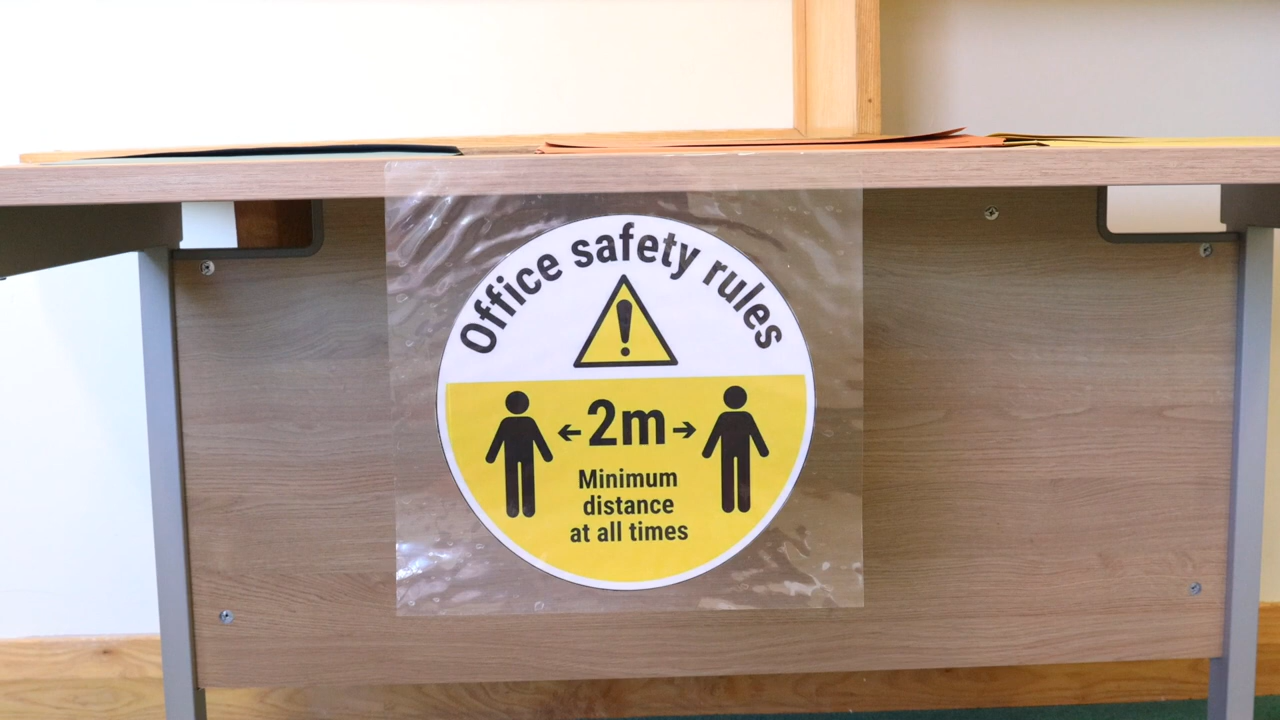 Office safety rules
2m
Minimum
distance
at all times